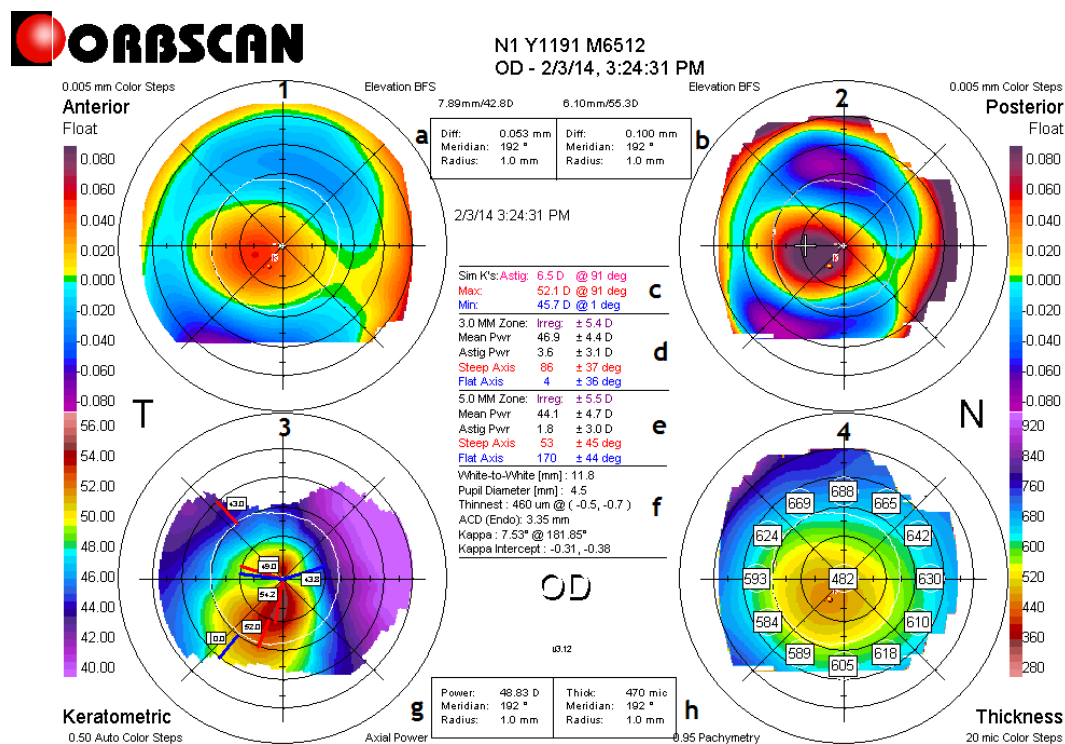 ORBSCAN
N1 Y1191 M6512
OD - 2/3/14, 3:24:31 PM
0.005 mm Color Steps
Elevation BFS
Elevation BFS
0.005 mm Color Steps
Anterior
Float
1
7.89mm/42.8D
6.10mm/55.3D
2
Posterior
Float
a
Diff: 0.053 mm
Meridian: 192 °
Radius: 1.0 mm
Diff: 0.100 mm
Meridian: 192 °
Radius: 1.0 mm
b
0.080
0.060
0.040
0.020
0.000
-0.020
-0.040
-0.060
-0.080
0.080
0.060
0.040
0.020
0.000
-0.020
-0.040
-0.060
-0.080
2/3/14 3:24:31 PM
Sim K's: Astig: 6.5 D @ 91 deg
Max: 52.1 D @ 91 deg
Min: 45.7 D @ 1 deg
c
3.0 MM Zone: Irreg: ± 5.4 D
Mean Pwr 46.9 ± 4.4 D
Astig Pwr 3.6 ± 3.1 D
Steep Axis 86 ± 37 deg
Flat Axis 4 ± 36 deg
d
5.0 MM Zone: Irreg: ± 5.5 D
Mean Pwr 44.1 ± 4.7 D
Astig Pwr 1.8 ± 3.0 D
Steep Axis 53 ± 45 deg
Flat Axis 170 ± 44 deg
e
White-to-White [mm] : 11.8
Pupil Diameter [mm] : 4.5
Thinnest : 460 um @ ( -0.5, -0.7 )
ACD (Endo): 3.35 mm
Kappa : 7.53° @ 181.85°
Kappa Intercept : -0.31, -0.38
f
OD
T
N
3
4
56.00
54.00
52.00
50.00
48.00
46.00
44.00
42.00
40.00
43.0
49.0
43.8
54.2
52.0
920
840
760
680
600
520
440
360
280
688
669
665
624
642
593
482
630
584
610
589
618
605
g
Power: 48.83 D
Meridian: 192 °
Radius: 1.0 mm
Thick: 470 mic
Meridian: 192 °
Radius: 1.0 mm
h
Keratometric
0.50 Auto Color Steps
Axial Power
0.95 Pachymetry
Thickness
20 mic Color Steps